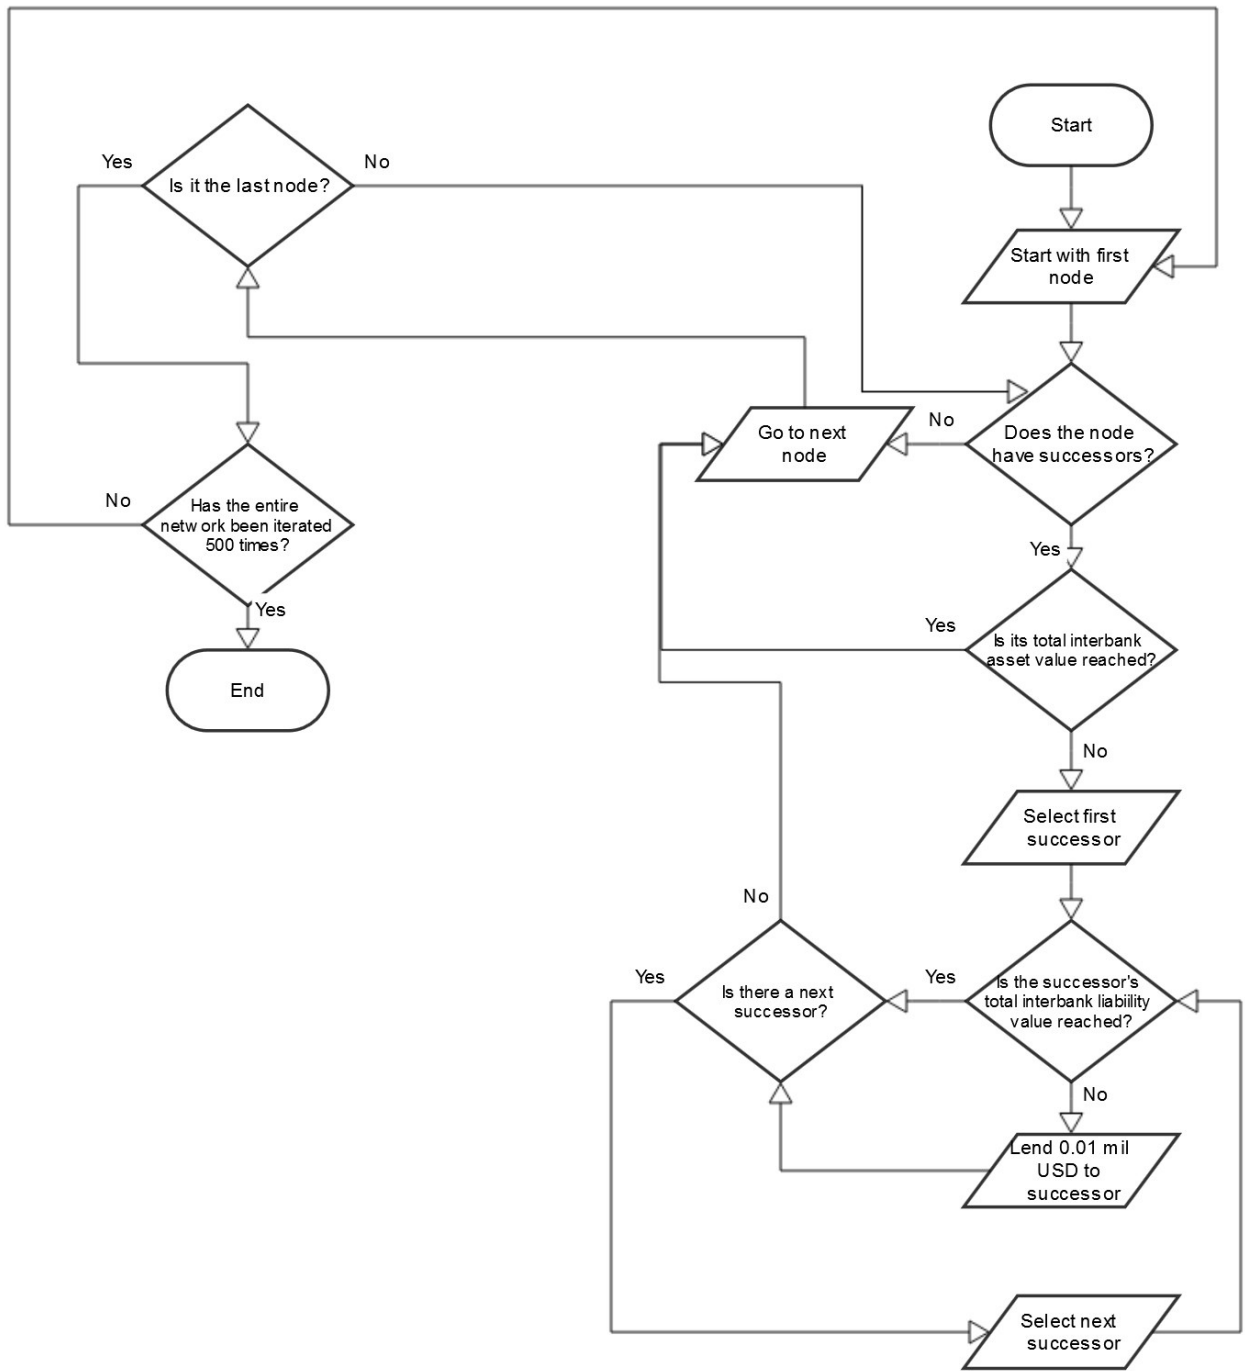 Start
Yes
No
Is it the last node?
Start with first
node
No
Go to next
node
Does the node
have successors?
No
Has the entire
network been iterated
500 times?
Yes
Yes
End
Yes
Is its total interbank
asset value reached?
No
Select first
successor
No
Yes
Is there a next
successor?
Yes
Is the successor's
total interbank liabiility
value reached?
No
Lend 0.01 mil
USD to
successor
Select next
successor